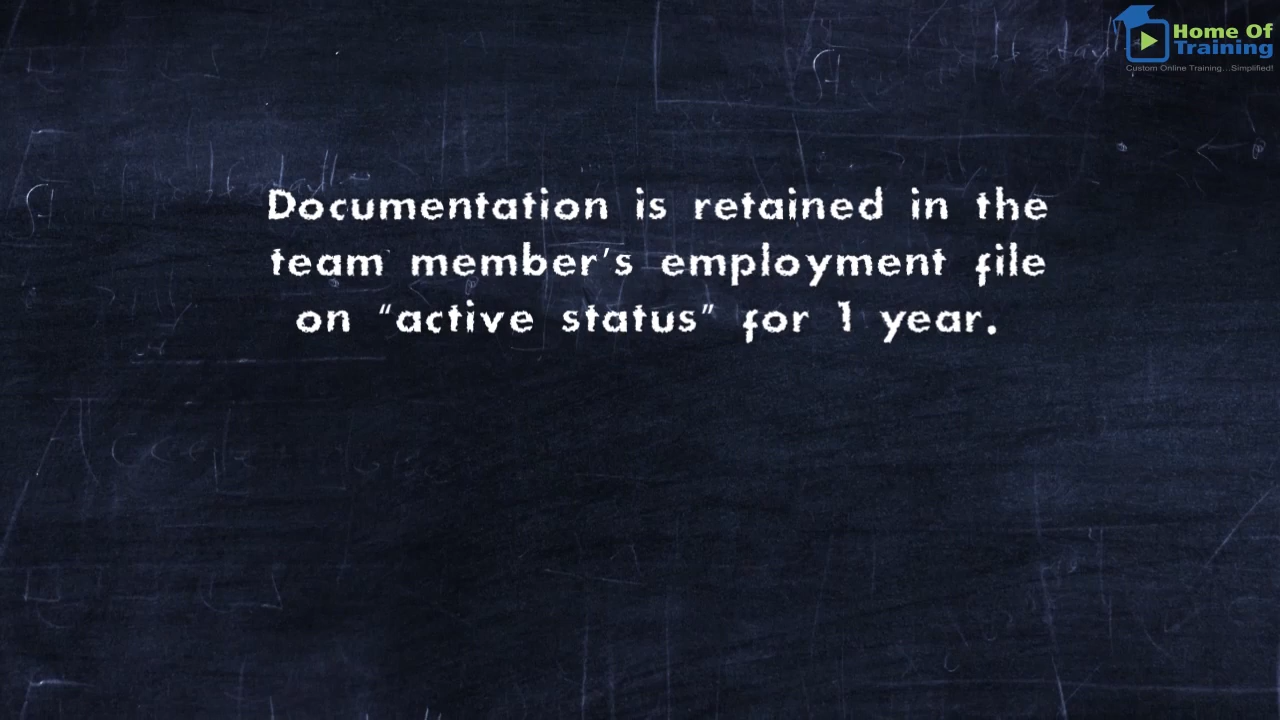 Home Of
Training
Custom Online Training...Simplified!
Documentation is retained in the
team member's employment file
on "active status" for 1 year.